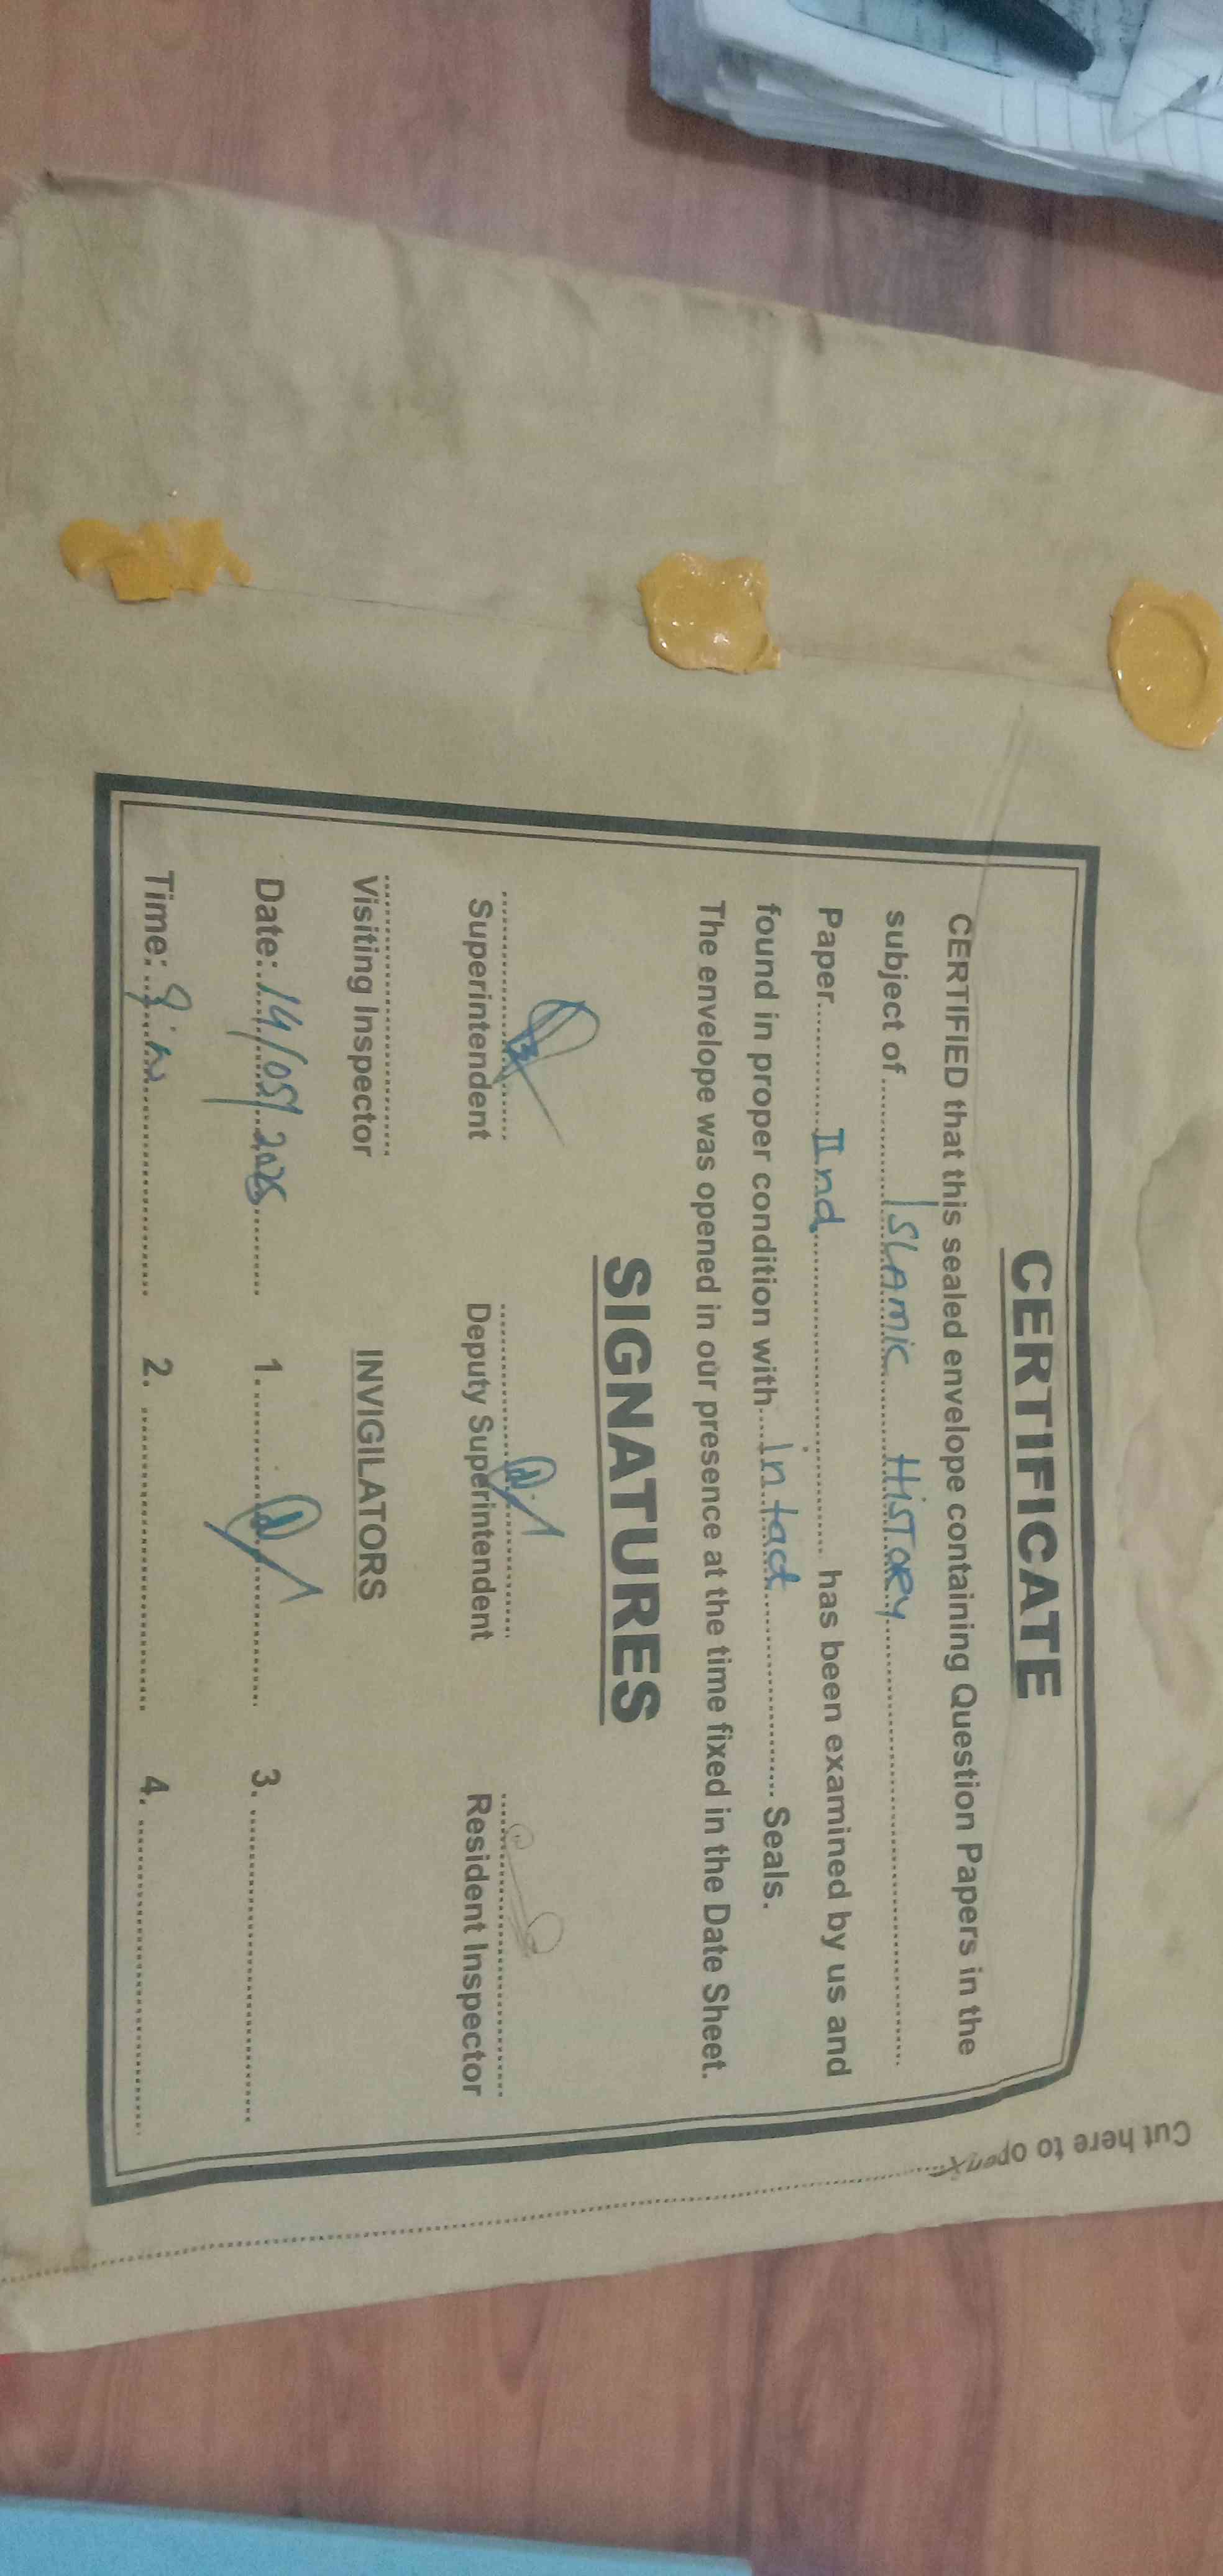 CERTIFICATE
CERTIFIED that this sealed envelope containing Question Papers in the
subject of.......... ISLAMIC HISTORY ..........
Paper.......... IInd .......... has been examined by us and
found in proper condition with.... Intact .......... Seals.
The envelope was opened in our presence at the time fixed in the Date Sheet.
SIGNATURES
Superintendent Deputy Superintendent Resident Inspector
Visiting Inspector INVIGILATORS
Date: 14/05/2025 1. .......... 3. ..........
Time: .......... 2. .......... 4. ..........
Cut here to open